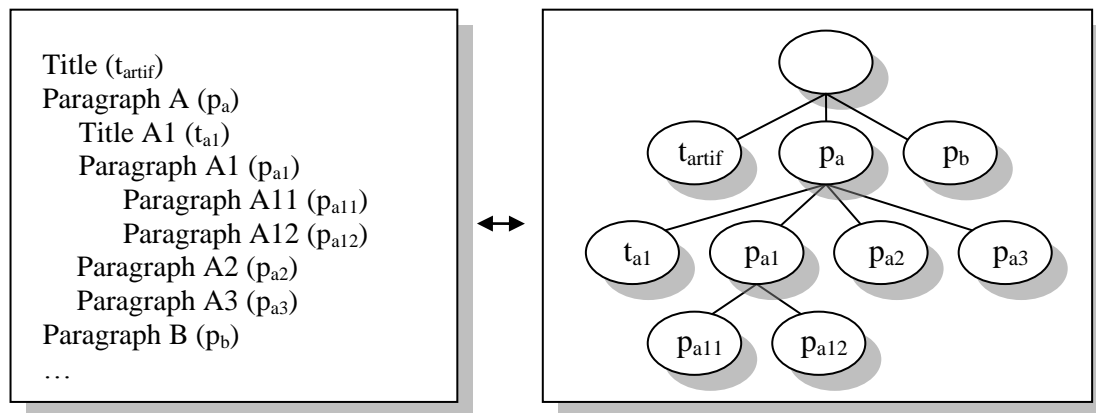 Title (t_artif)
Paragraph A (p_a)
Title A1 (t_a1)
Paragraph A1 (p_a1)
Paragraph A11 (p_a11)
Paragraph A12 (p_a12)
Paragraph A2 (p_a2)
Paragraph A3 (p_a3)
Paragraph B (p_b)
…
t_artif p_a p_b
t_a1 p_a1 p_a2 p_a3
p_a11 p_a12